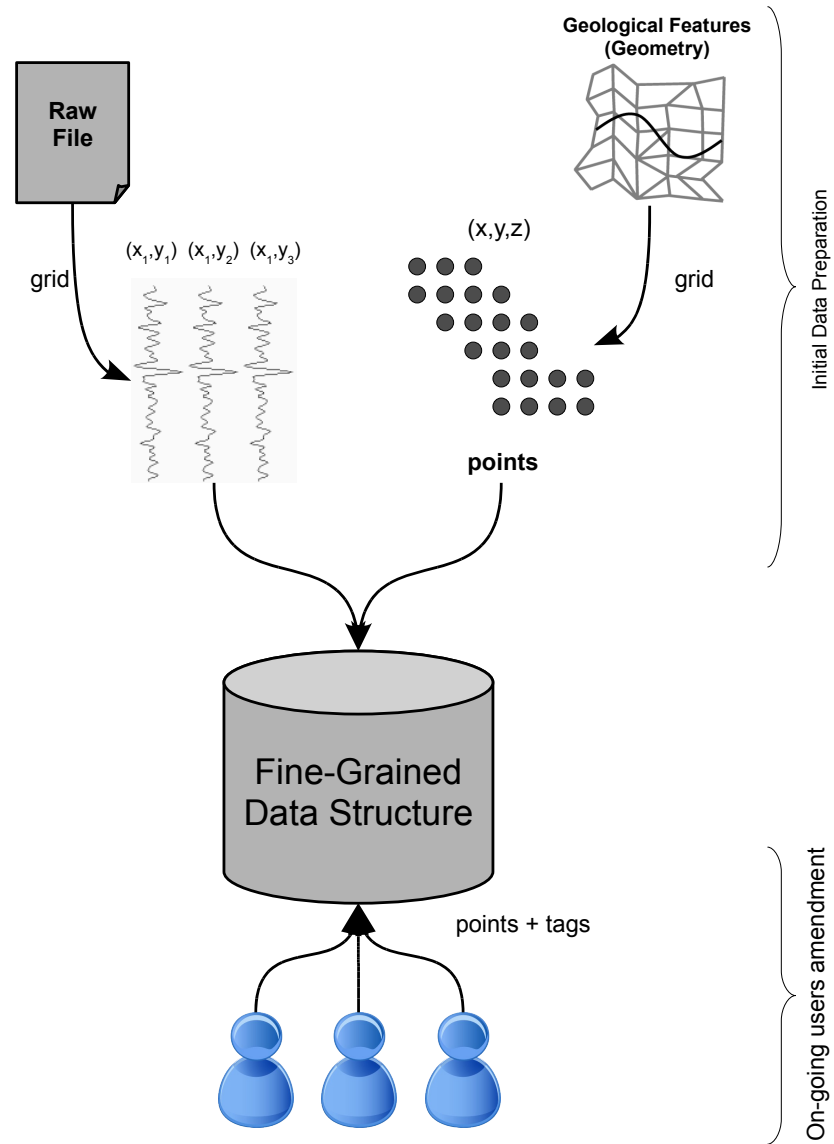 Geological Features
(Geometry)
Raw
File
(x,y,z)
(x₁,y₁) (x₁,y₂) (x₁,y₃)
grid
grid
Initial Data Preparation
points
Fine-Grained
Data Structure
points + tags
On-going users amendment